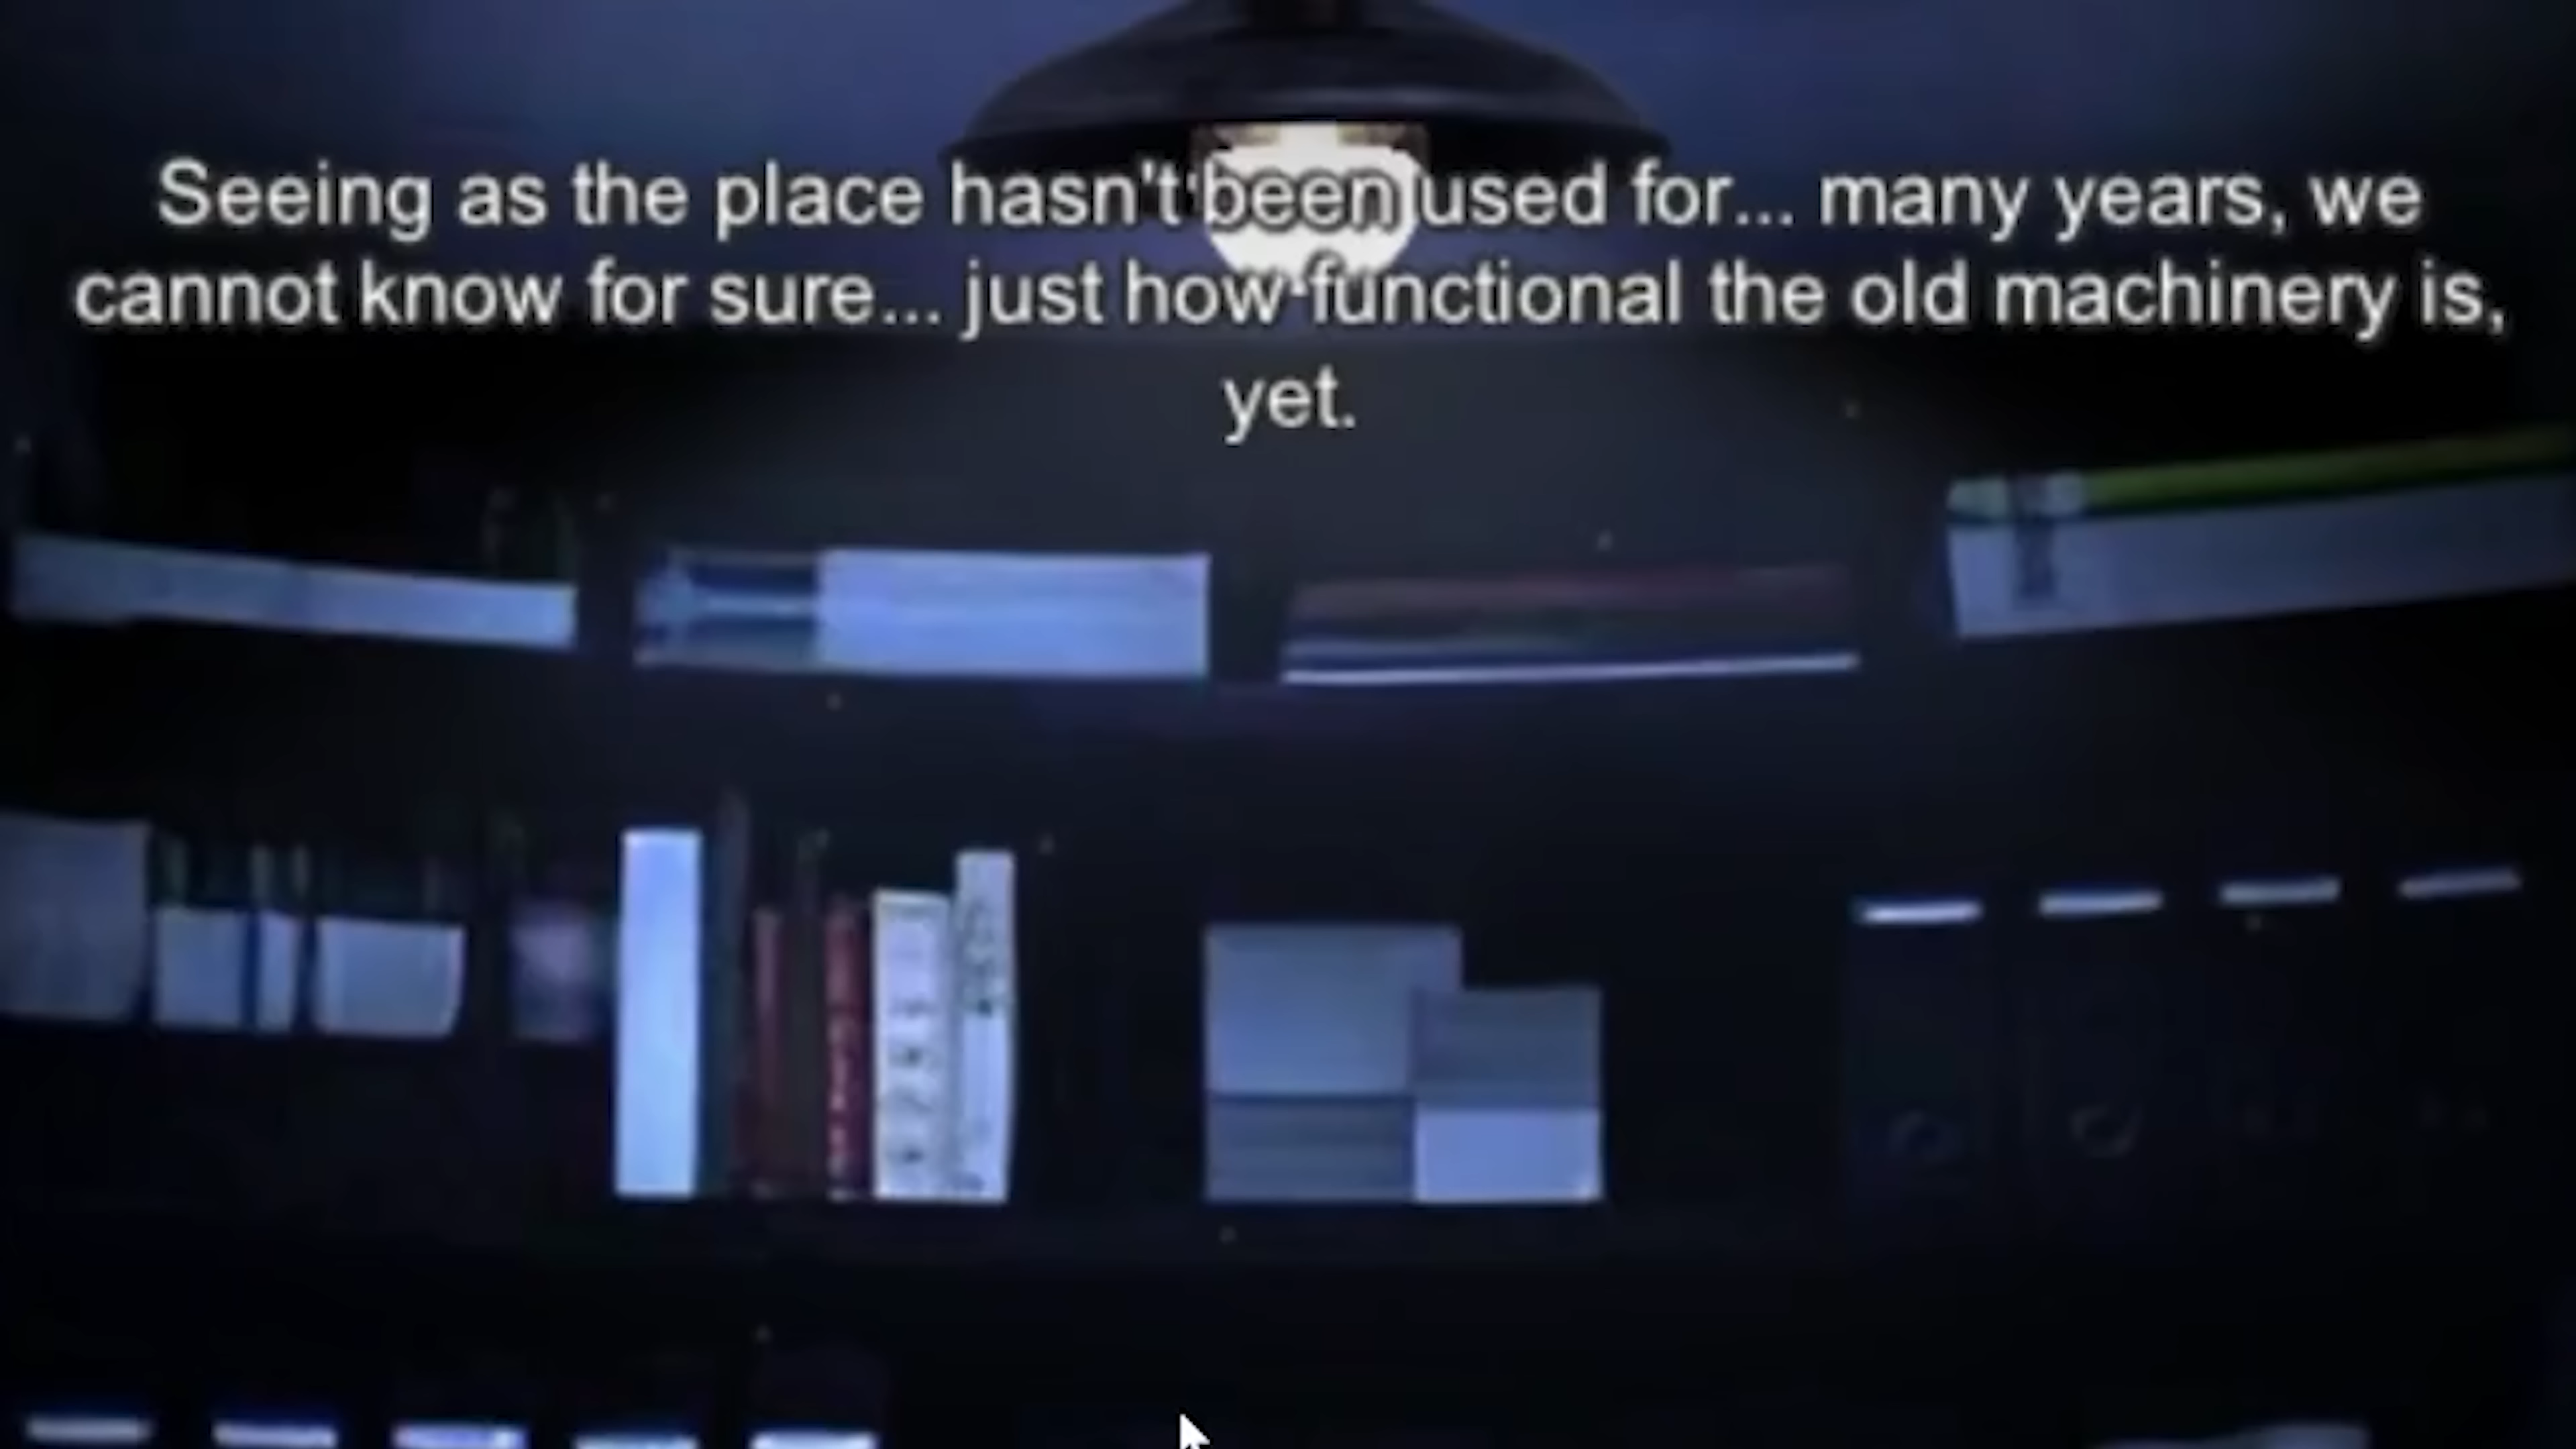 Seeing as the place hasn't been used for... many years, we
cannot know for sure... just how functional the old machinery is,
yet.